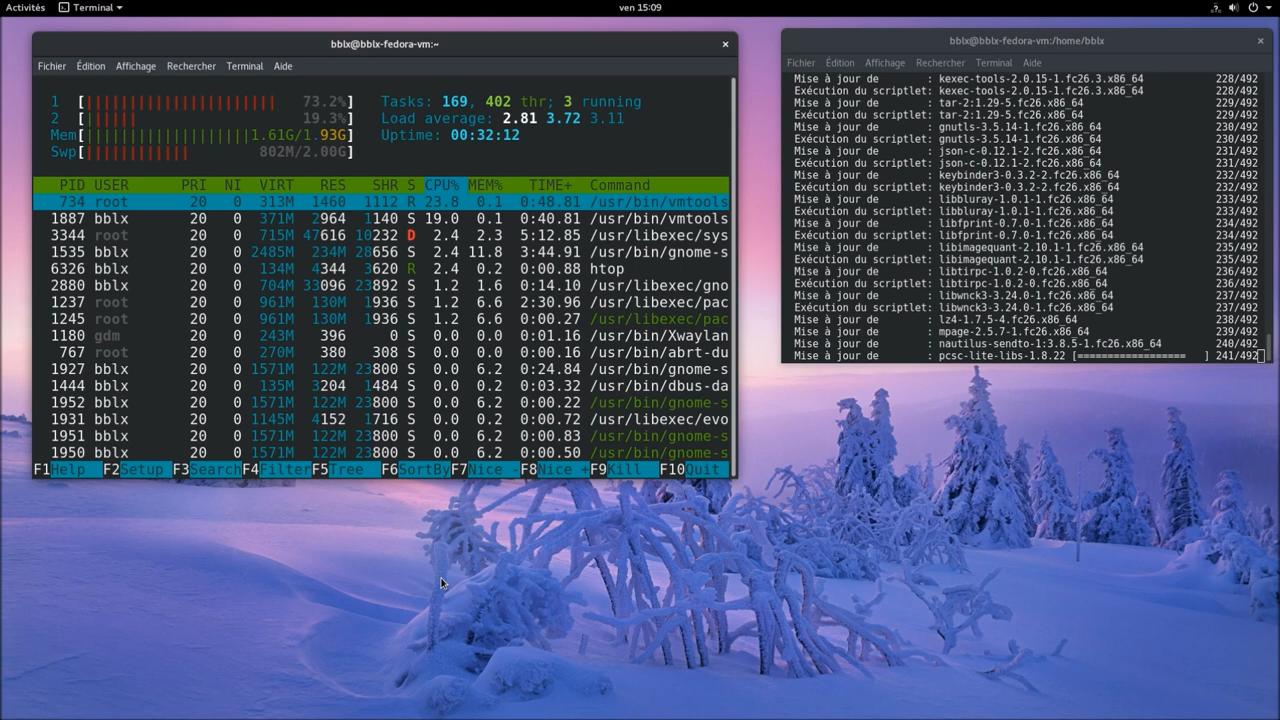 Activités Terminal ven 15:09
bblx@bblx-fedora-vm:~
Fichier Édition Affichage Rechercher Terminal Aide
1 [ 73.2%] Tasks: 169, 402 thr; 3 running
2 [ 19.3%] Load average: 2.81 3.72 3.11
Mem[ 1.61G/1.93G] Uptime: 00:32:12
Swp[ 802M/2.00G]
PID USER PRI NI VIRT RES SHR S CPU% MEM% TIME+ Command
734 root 20 0 313M 1460 1112 R 23.8 0.1 0:48.81 /usr/bin/vmtools
1887 bblx 20 0 371M 2964 1140 S 19.0 0.1 0:40.81 /usr/bin/vmtools
3344 root 20 0 715M 47616 10232 D 2.4 2.3 5:12.85 /usr/libexec/sys
1535 bblx 20 0 2485M 234M 28656 S 2.4 11.8 3:44.91 /usr/bin/gnome-s
6326 bblx 20 0 134M 4344 3620 R 2.4 0.2 0:00.88 htop
2880 bblx 20 0 704M 33096 23892 S 1.2 1.6 0:14.10 /usr/libexec/gno
1237 root 20 0 961M 130M 1936 S 1.2 6.6 2:30.96 /usr/libexec/pac
1245 root 20 0 961M 130M 1936 S 1.2 6.6 0:00.27 /usr/libexec/pac
1180 gdm 20 0 243M 396 0 S 0.0 0.0 0:01.16 /usr/bin/Xwaylan
767 root 20 0 270M 380 308 S 0.0 0.0 0:00.16 /usr/bin/abrt-du
1927 bblx 20 0 1571M 122M 23800 S 0.0 6.2 0:24.84 /usr/bin/gnome-s
1444 bblx 20 0 135M 3204 1484 S 0.0 0.2 0:03.32 /usr/bin/dbus-da
1952 bblx 20 0 1571M 122M 23800 S 0.0 6.2 0:00.22 /usr/bin/gnome-s
1931 bblx 20 0 1145M 4152 1716 S 0.0 0.2 0:00.72 /usr/libexec/evo
1951 bblx 20 0 1571M 122M 23800 S 0.0 6.2 0:00.83 /usr/bin/gnome-s
1950 bblx 20 0 1571M 122M 23800 S 0.0 6.2 0:00.50 /usr/bin/gnome-s
F1Help F2Setup F3SearchF4FilterF5Tree F6SortByF7Nice -F8Nice +F9Kill F10Quit
bblx@bblx-fedora-vm:/home/bblx
Fichier Édition Affichage Rechercher Terminal Aide
Mise à jour de : kexec-tools-2.0.15-1.fc26.3.x86_64 228/492
Exécution du scriptlet: kexec-tools-2.0.15-1.fc26.3.x86_64 228/492
Mise à jour de : tar-2:1.29-5.fc26.x86_64 229/492
Exécution du scriptlet: tar-2:1.29-5.fc26.x86_64 229/492
Mise à jour de : gnutls-3.5.14-1.fc26.x86_64 230/492
Exécution du scriptlet: gnutls-3.5.14-1.fc26.x86_64 230/492
Mise à jour de : json-c-0.12.1-2.fc26.x86_64 231/492
Exécution du scriptlet: json-c-0.12.1-2.fc26.x86_64 231/492
Mise à jour de : keybinder3-0.3.2-2.fc26.x86_64 232/492
Exécution du scriptlet: keybinder3-0.3.2-2.fc26.x86_64 232/492
Mise à jour de : libbluray-1.0.1-1.fc26.x86_64 233/492
Exécution du scriptlet: libbluray-1.0.1-1.fc26.x86_64 233/492
Mise à jour de : libfprint-0.7.0-1.fc26.x86_64 234/492
Exécution du scriptlet: libfprint-0.7.0-1.fc26.x86_64 234/492
Mise à jour de : libimagequant-2.10.1-1.fc26.x86_64 235/492
Exécution du scriptlet: libimagequant-2.10.1-1.fc26.x86_64 235/492
Mise à jour de : libtirpc-1.0.2-0.fc26.x86_64 236/492
Exécution du scriptlet: libtirpc-1.0.2-0.fc26.x86_64 236/492
Mise à jour de : libwnck3-3.24.0-1.fc26.x86_64 237/492
Exécution du scriptlet: libwnck3-3.24.0-1.fc26.x86_64 237/492
Mise à jour de : lz4-1.7.5-4.fc26.x86_64 238/492
Mise à jour de : mpage-2.5.7-1.fc26.x86_64 239/492
Mise à jour de : nautilus-sendto-1:3.8.5-1.fc26.x86_64 240/492
Mise à jour de : pcsc-lite-libs-1.8.22 [================== ] 241/492